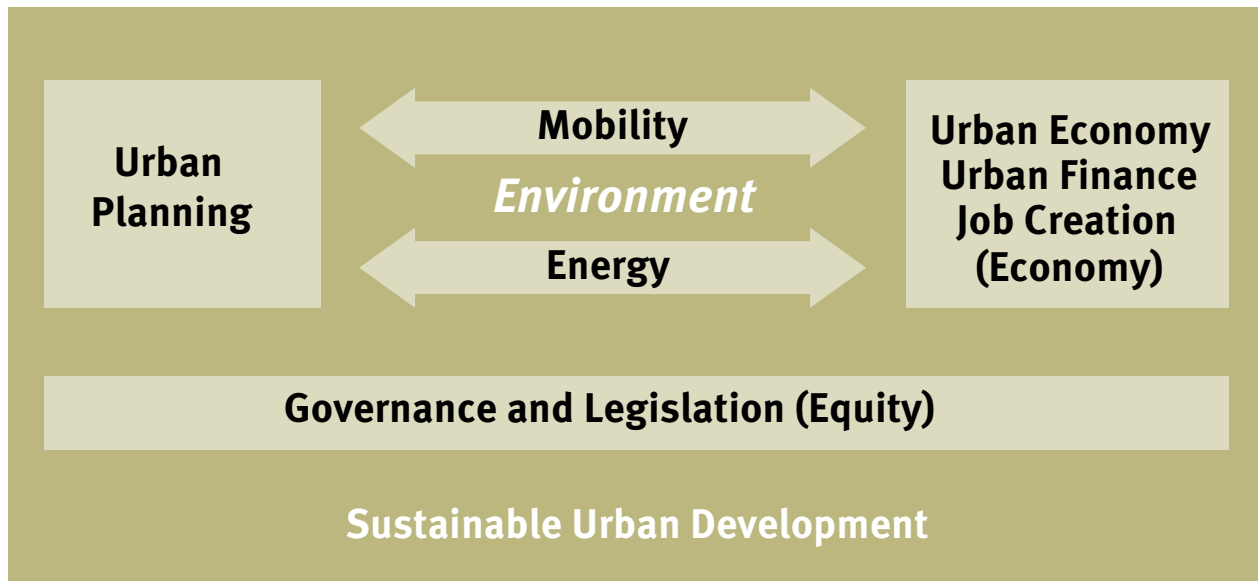 Urban
Planning
Mobility
Environment
Energy
Urban Economy
Urban Finance
Job Creation
(Economy)
Governance and Legislation (Equity)
Sustainable Urban Development